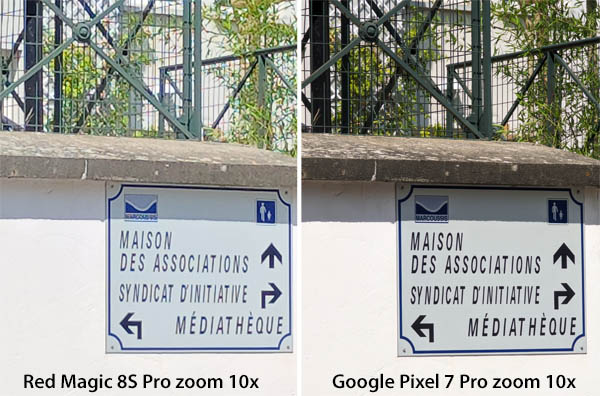 MARCOUSSIS
MAISON
DES ASSOCIATIONS
SYNDICAT D'INITIATIVE
MÉDIATHÈQUE
Red Magic 8S Pro zoom 10x
MARCOUSSIS
MAISON
DES ASSOCIATIONS
SYNDICAT D'INITIATIVE
MÉDIATHÈQUE
Google Pixel 7 Pro zoom 10x